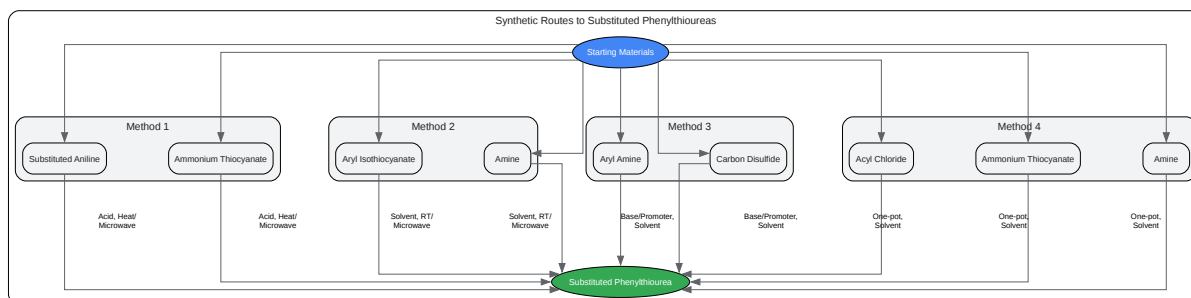 Synthetic Routes to Substituted Phenylthioureas
Starting Materials
Method 1
Method 2
Method 3
Method 4
Substituted Aniline
Ammonium Thiocyanate
Aryl Isothiocyanate
Amine
Aryl Amine
Carbon Disulfide
Acyl Chloride
Ammonium Thiocyanate
Amine
Acid, Heat/
Microwave
Acid, Heat/
Microwave
Solvent, RT/
Microwave
Solvent, RT/
Microwave
Base/Promoter,
Solvent
Base/Promoter,
Solvent
One-pot,
Solvent
One-pot,
Solvent
One-pot,
Solvent
Substituted Phenylthiourea